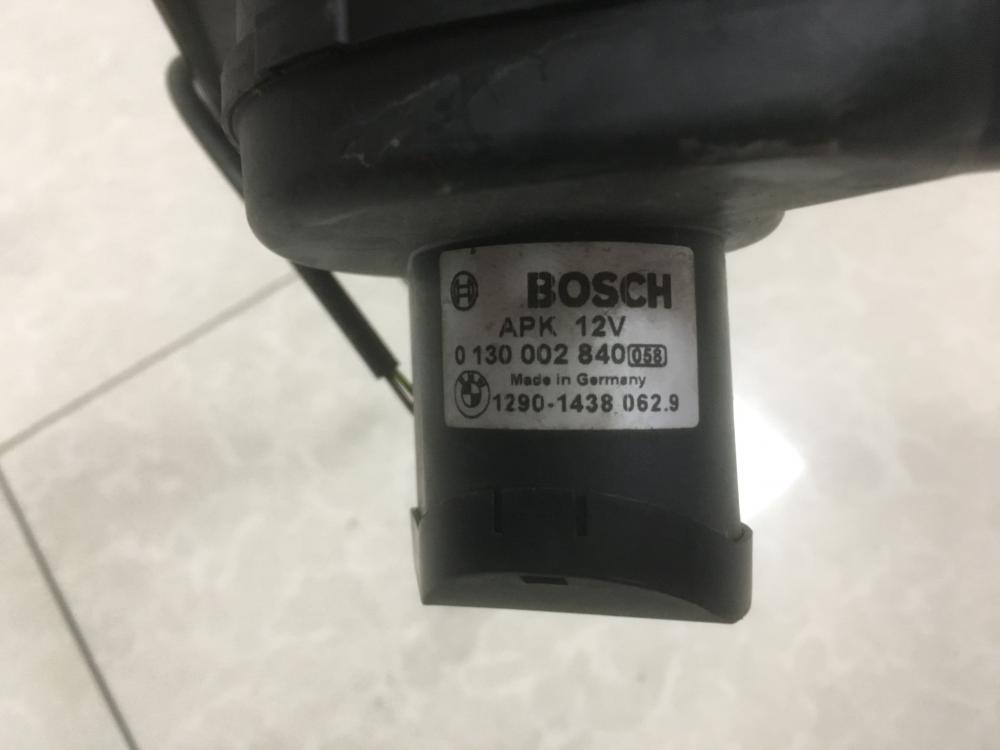 BOSCH
APK 12V
0 130 002 840 058
Made in Germany
1290-1438 062.9